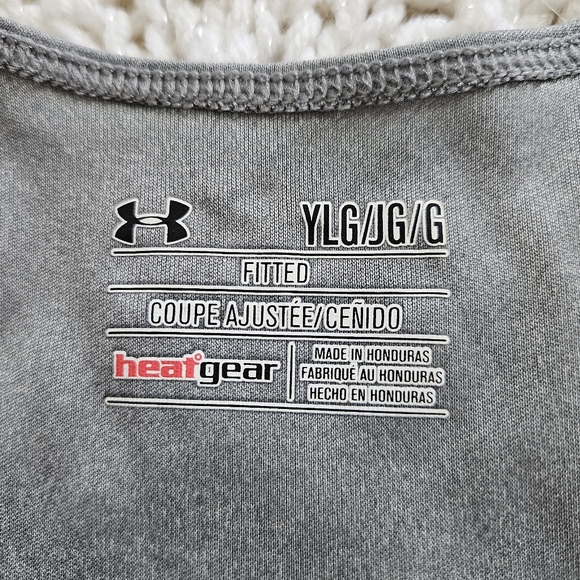 YLG/JG/G
FITTED
COUPE AJUSTÉE/CEÑIDO
heatgear
MADE IN HONDURAS
FABRIQUÉ AU HONDURAS
HECHO EN HONDURAS